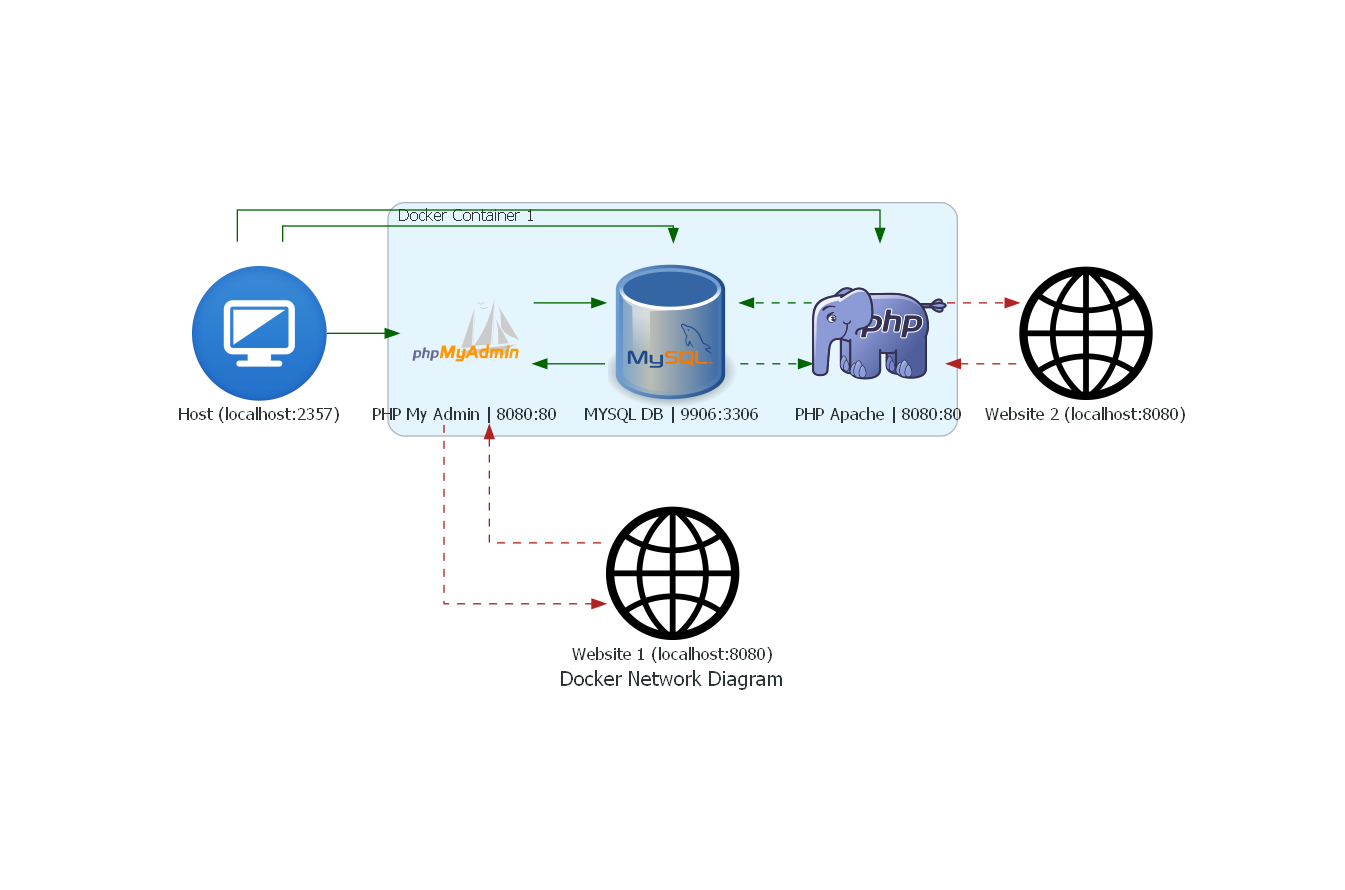 Docker Container 1
phpMyAdmin
MySQL
php
Host (localhost:2357)
PHP My Admin | 8080:80
MYSQL DB | 9906:3306
PHP Apache | 8080:80
Website 2 (localhost:8080)
Website 1 (localhost:8080)
Docker Network Diagram